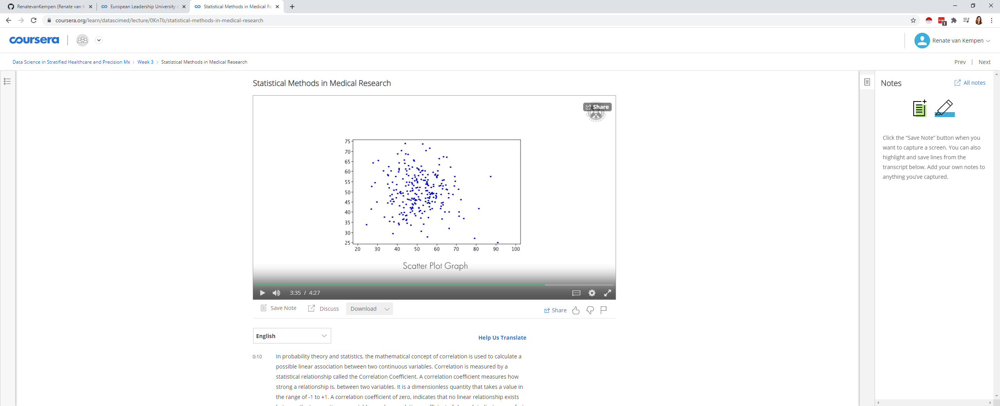 RenatevanKempen (Renate van K
European Leadership University
Statistical Methods in Medical Re
coursera.org/learn/datascimed/lecture/0KnTb/statistical-methods-in-medical-research
1
coursera
Renate van Kempen
Data Science in Stratified Healthcare and Precision Me
Week 3
Statistical Methods in Medical Research
Prev | Next
Statistical Methods in Medical Research
Share
75
70
65
60
55
50
45
40
35
30
25
20 30 40 50 60 70 80 90 100
Scatter Plot Graph
3:35 / 4:27
Save Note
Discuss
Download
Share
English
Help Us Translate
0:10
In probability theory and statistics, the mathematical concept of correlation is used to calculate a
possible linear association between two continuous variables. Correlation is measured by a
statistical relationship called the Correlation Coefficient. A correlation coefficient measures how
strong a relationship is, between two variables. It is a dimensionless quantity that takes a value in
the range of -1 to +1. A correlation coefficient of zero, indicates that no linear relationship exists
Notes
All notes
Click the “Save Note” button when you
want to capture a screen. You can also
highlight and save lines from the
transcript below. Add your own notes to
anything you’ve captured.